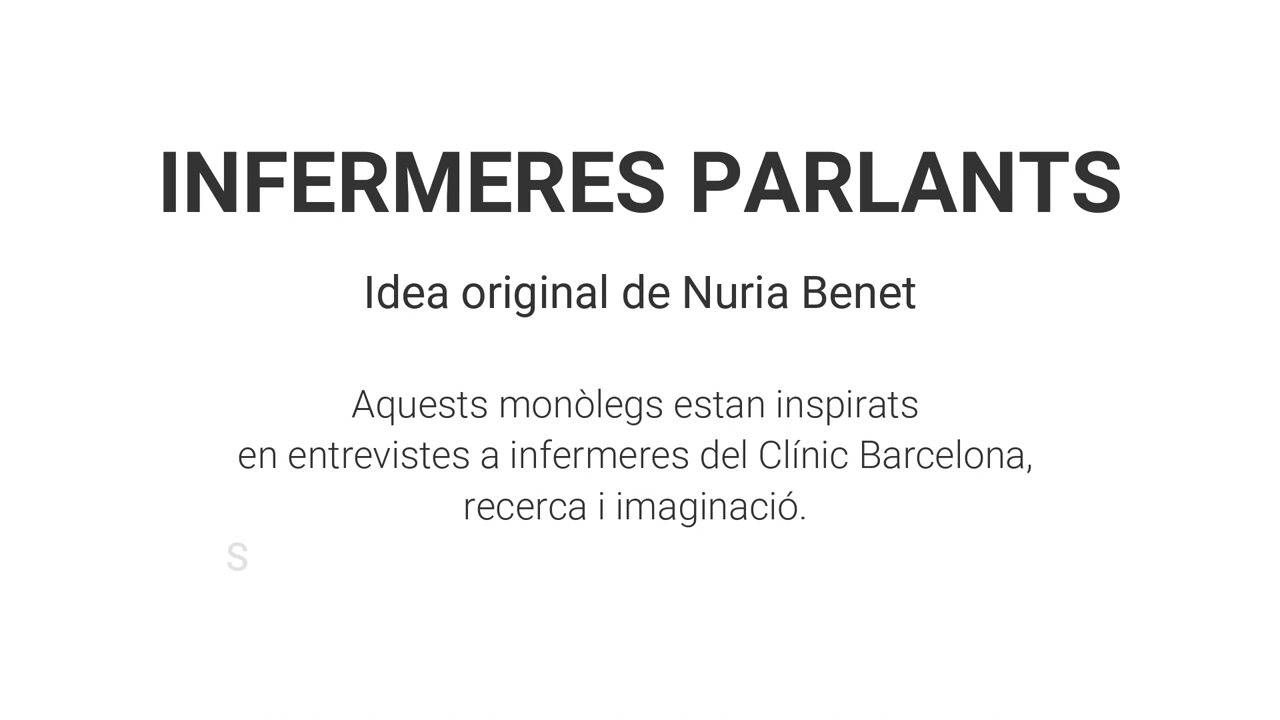 INFERMERES PARLANTS
Idea original de Nuria Benet
Aquests monòlegs estan inspirats
en entrevistes a infermeres del Clínic Barcelona,
recerca i imaginació.
S